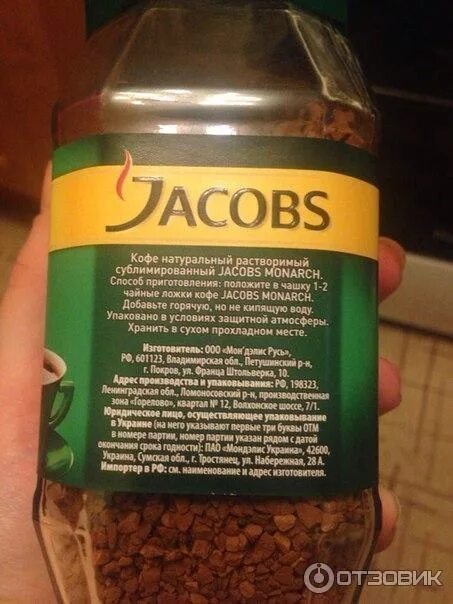 JACOBS
Кофе натуральный растворимый
сублимированный JACOBS MONARCH.
Способ приготовления: положите в чашку 1-2
чайные ложки кофе JACOBS MONARCH.
Добавьте горячую, но не кипящую воду.
Упаковано в условиях защитной атмосферы.
Хранить в сухом прохладном месте.
Изготовитель: ООО «Мон'дэлис Русь»,
РФ, 601123, Владимирская обл., Петушинский р-н,
г. Покров, ул. Франца Штольверка, 10.
Адрес производства и упаковывания: РФ, 198323,
Ленинградская обл., Ломоносовский р-н, производственная
зона «Горелово», квартал № 12, Волхонское шоссе, 7/1.
Юридическое лицо, осуществляющее упаковывание
в Украине (на него указывают первые три буквы ОТМ
в номере партии, номер партии указан рядом с датой
окончания срока годности): ПАО «Мондэлис Украина», 42600,
Украина, Сумская обл., г. Тростянец, ул. Набережная, 28 А.
Импортер в РФ: см. наименование и адрес изготовителя.
ОТЗОВИК